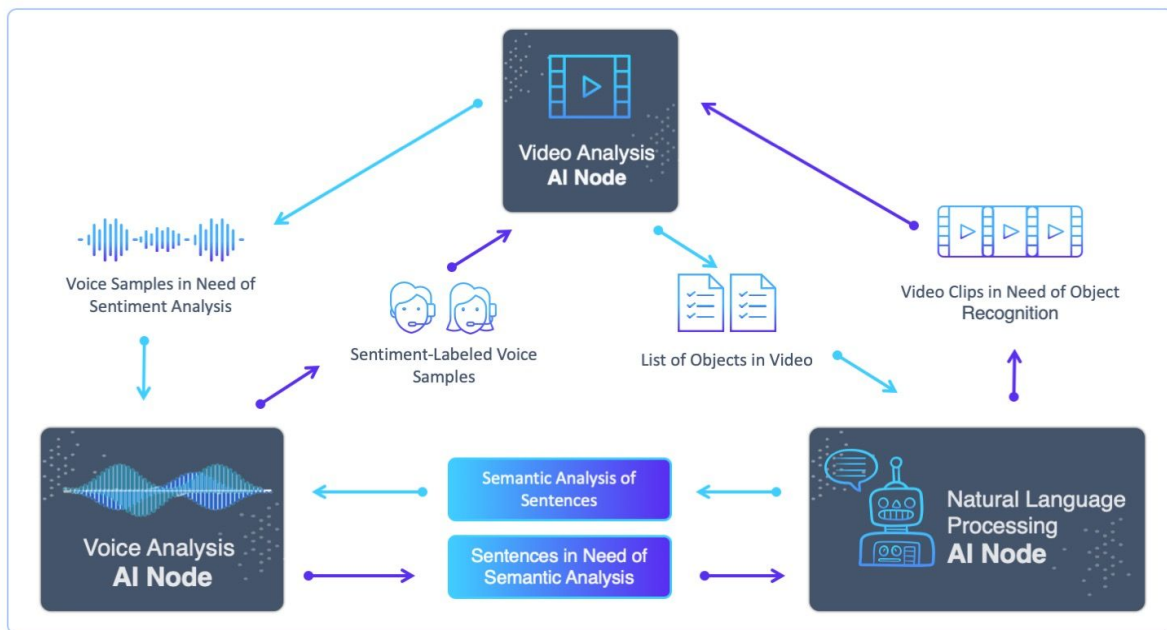 Video Analysis
AI Node
Voice Samples in Need of
Sentiment Analysis
Sentiment-Labeled Voice
Samples
List of Objects in Video
Video Clips in Need of Object
Recognition
Voice Analysis
AI Node
Semantic Analysis of
Sentences
Sentences in Need of
Semantic Analysis
Natural Language
Processing
AI Node